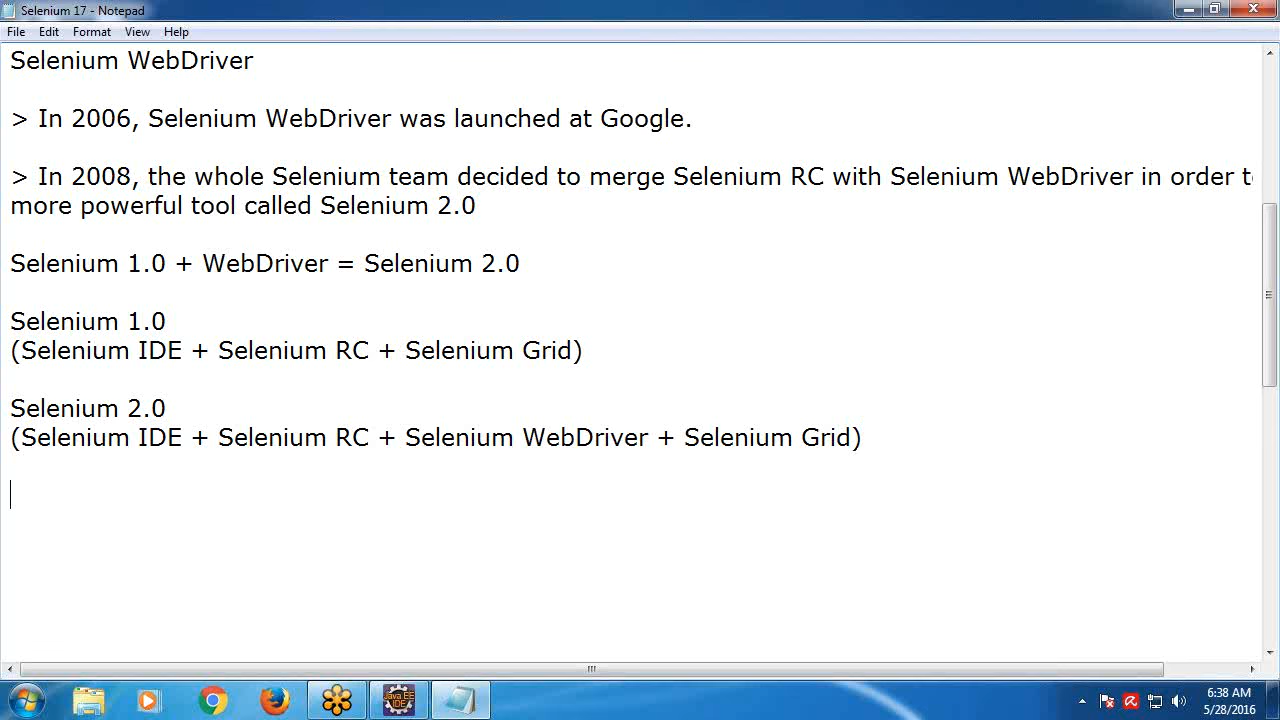 Selenium 17 - Notepad
File Edit Format View Help
Selenium WebDriver
> In 2006, Selenium WebDriver was launched at Google.
> In 2008, the whole Selenium team decided to merge Selenium RC with Selenium WebDriver in order
more powerful tool called Selenium 2.0
Selenium 1.0 + WebDriver = Selenium 2.0
Selenium 1.0
(Selenium IDE + Selenium RC + Selenium Grid)
Selenium 2.0
(Selenium IDE + Selenium RC + Selenium WebDriver + Selenium Grid)
Java EE
IDE
6:38 AM
5/28/2016